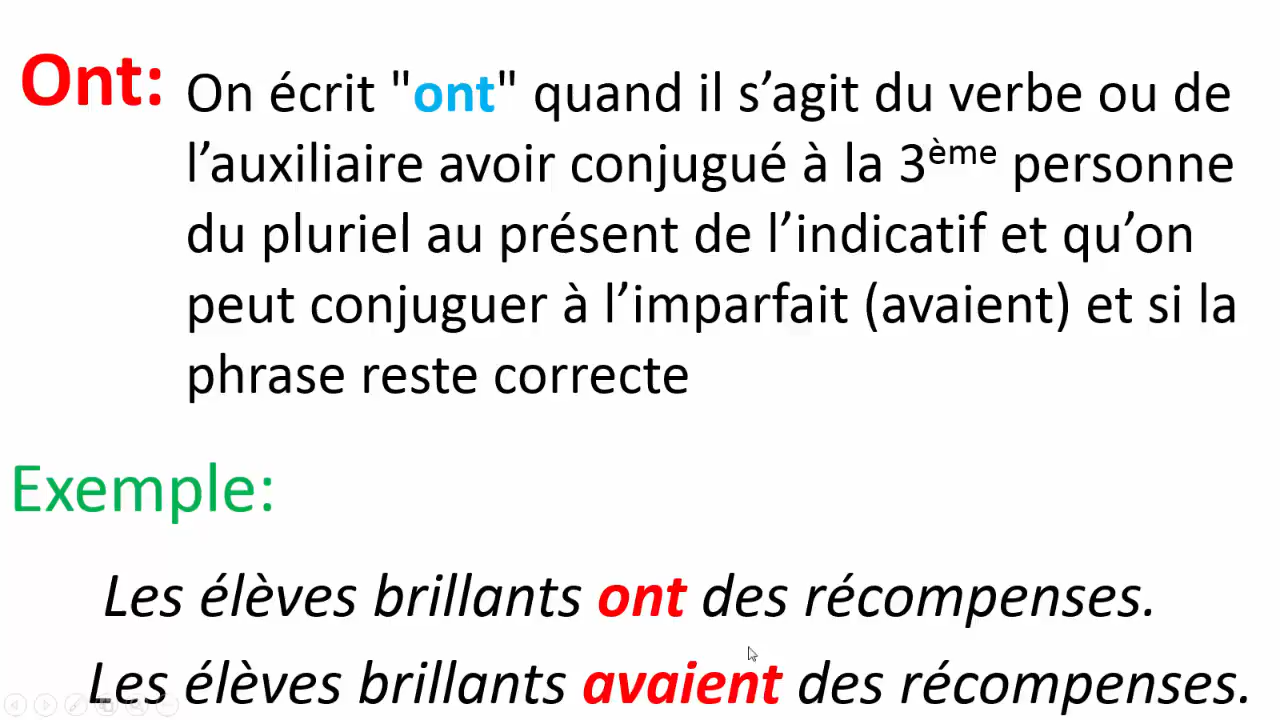 Ont: On écrit "ont" quand il s’agit du verbe ou de
l’auxiliaire avoir conjugué à la 3ème personne
du pluriel au présent de l’indicatif et qu’on
peut conjuguer à l’imparfait (avaient) et si la
phrase reste correcte
Exemple:
Les élèves brillants ont des récompenses.
Les élèves brillants avaient des récompenses.